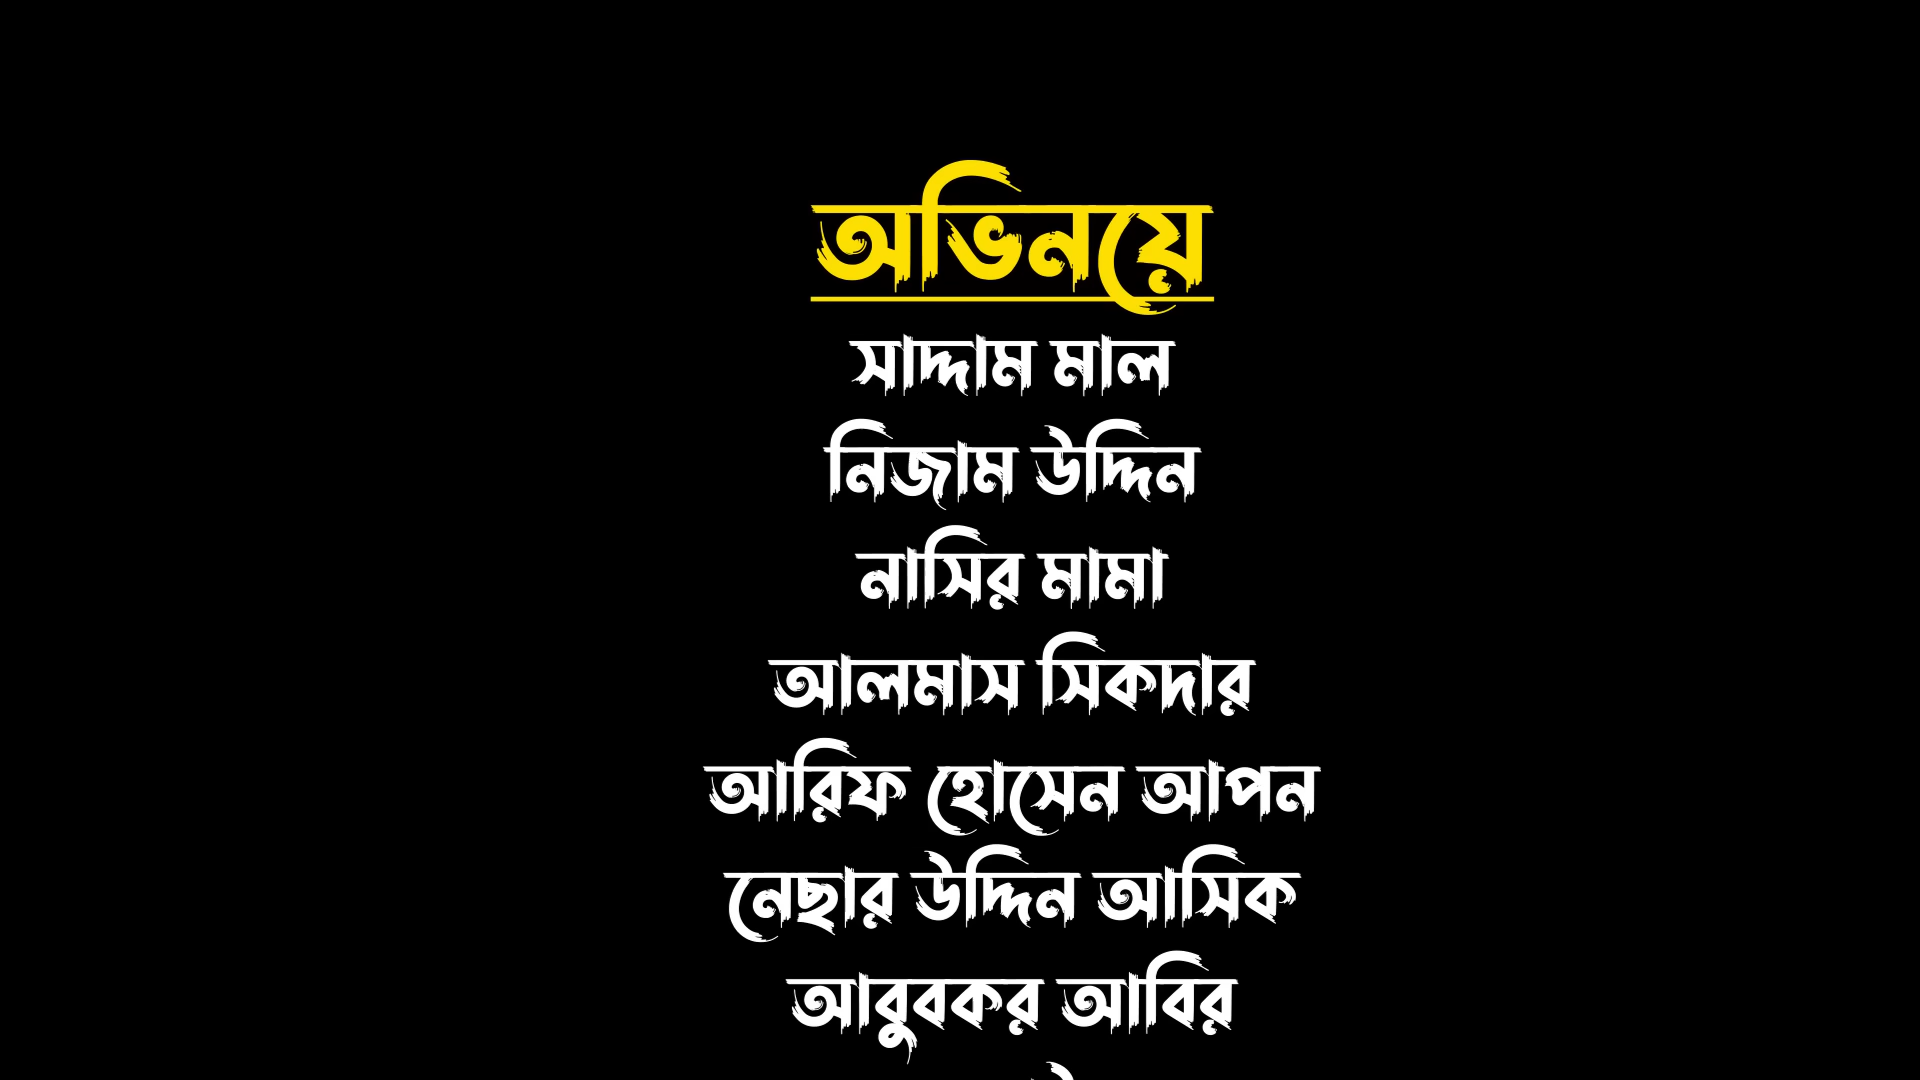 অভিনয়ে
সাদ্দাম মাল
নিজাম উদ্দিন
নাসির মামা
আলমাস সিকদার
আরিফ হোসেন আপন
নেছার উদ্দিন আসিক
আবুবকর আবির